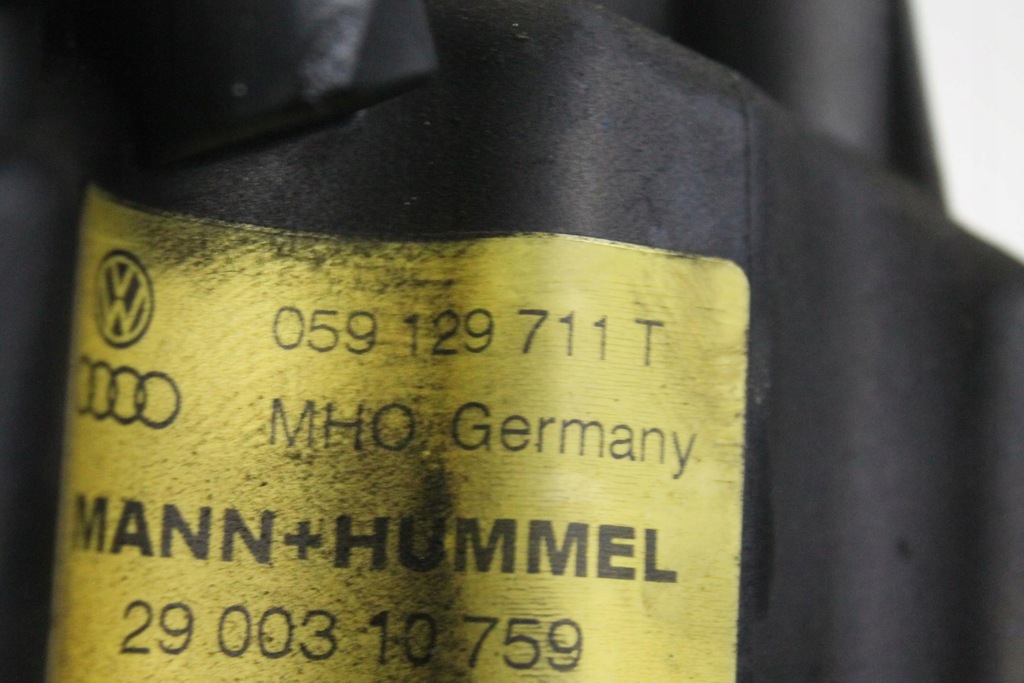 059 129 711 T
MHO Germany
MANN+HUMMEL
29 003 10 759